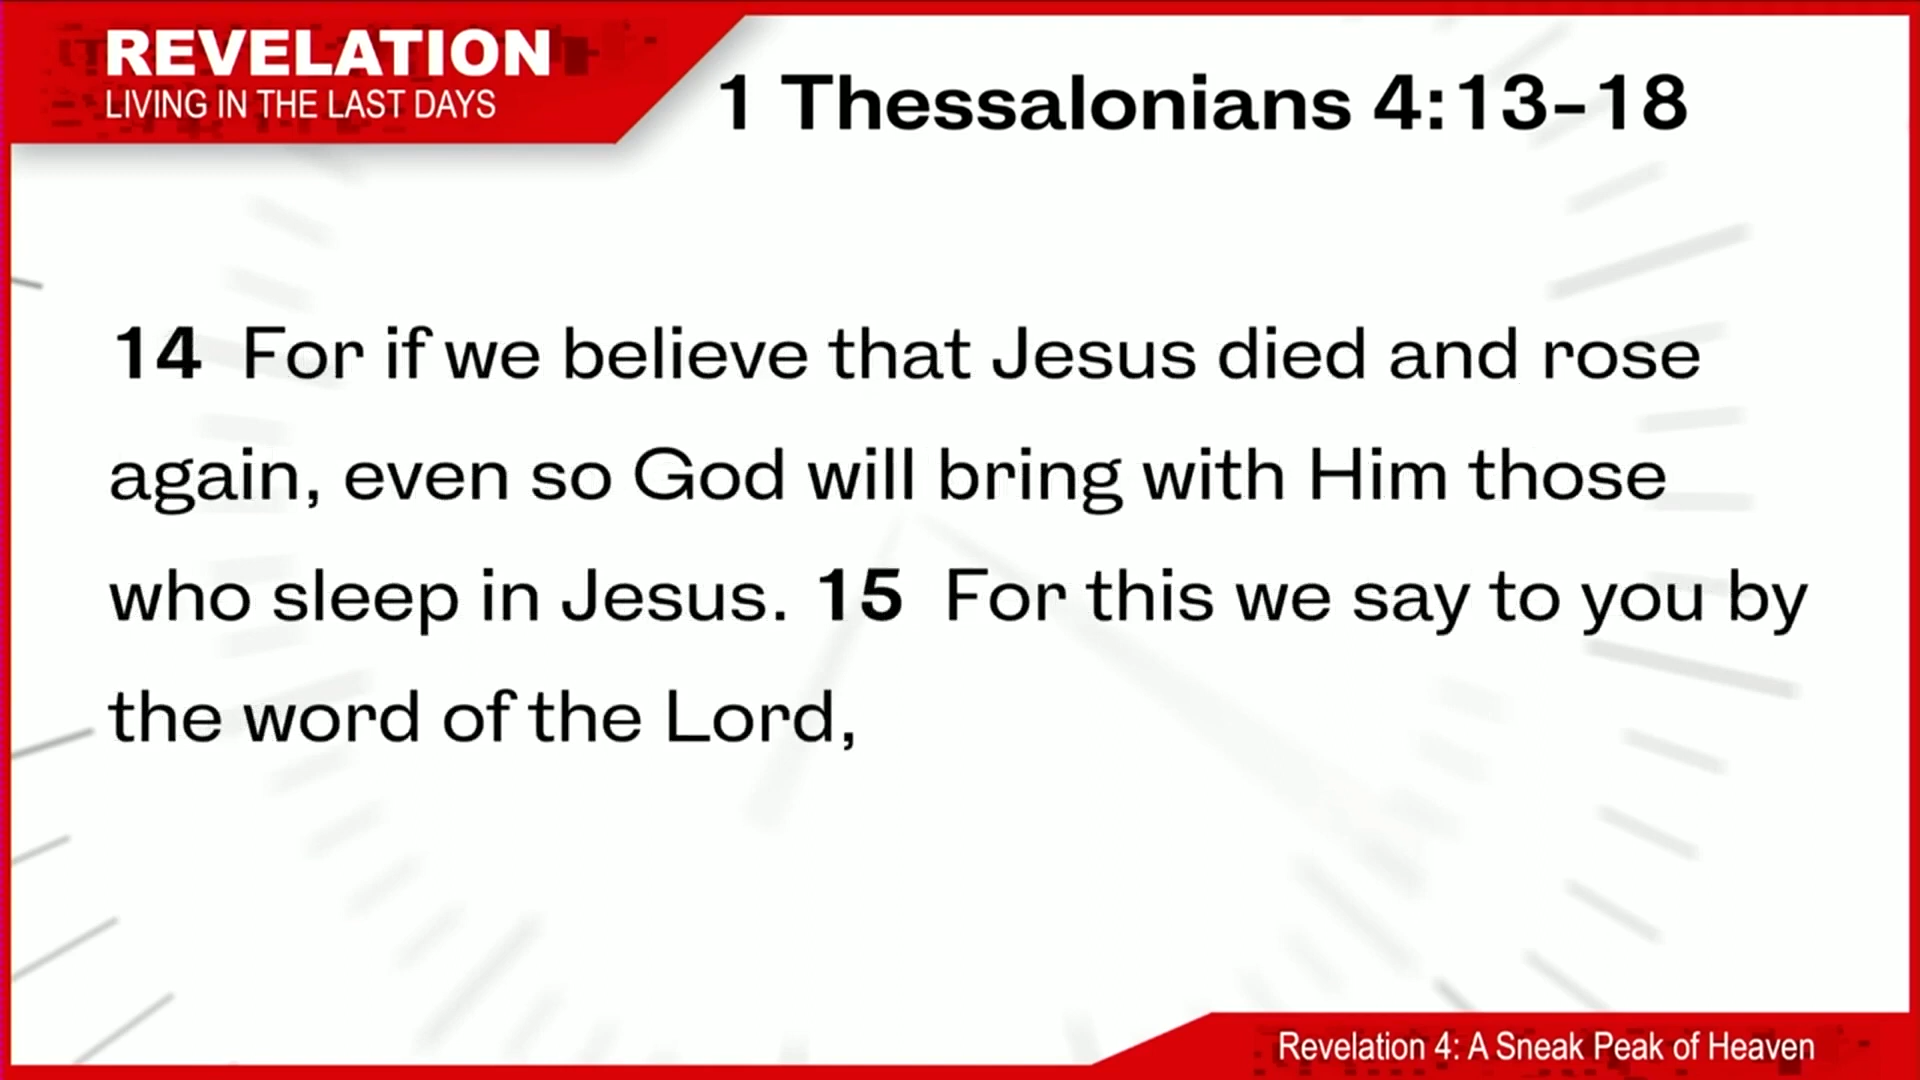 REVELATION
LIVING IN THE LAST DAYS
1 Thessalonians 4:13–18
14 For if we believe that Jesus died and rose
again, even so God will bring with Him those
who sleep in Jesus. 15 For this we say to you by
the word of the Lord,
Revelation 4: A Sneak Peak of Heaven